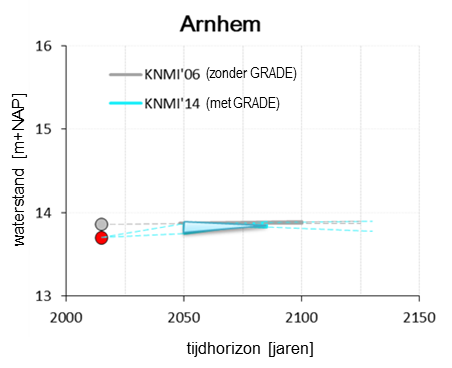 Arnhem
16
KNMI'06 (zonder GRADE)
KNMI'14 (met GRADE)
15
waterstand [m+NAP]
14
13
2000 2050 2100 2150
tijdhorizon [jaren]